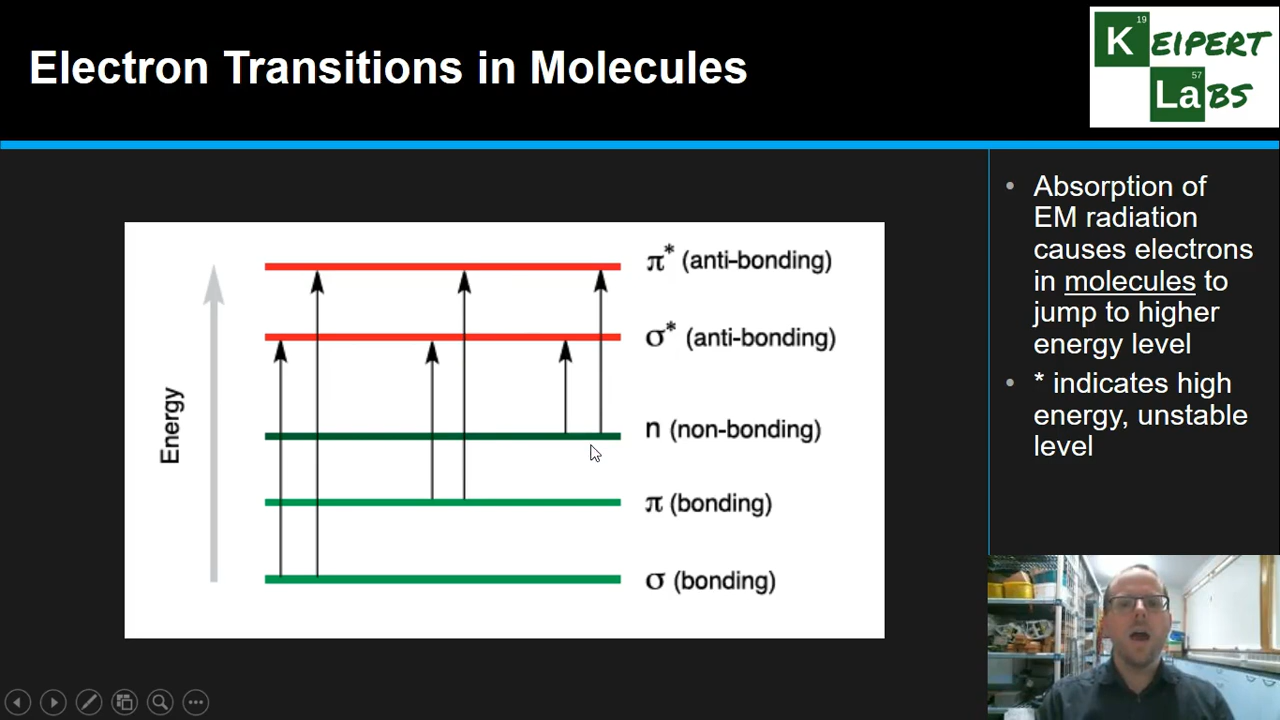 Electron Transitions in Molecules
19
K EIPERT
57
La BS
π* (anti-bonding)
σ* (anti-bonding)
n (non-bonding)
π (bonding)
σ (bonding)
Energy
• Absorption of
EM radiation
causes electrons
in molecules to
jump to higher
energy level
• * indicates high
energy, unstable
level